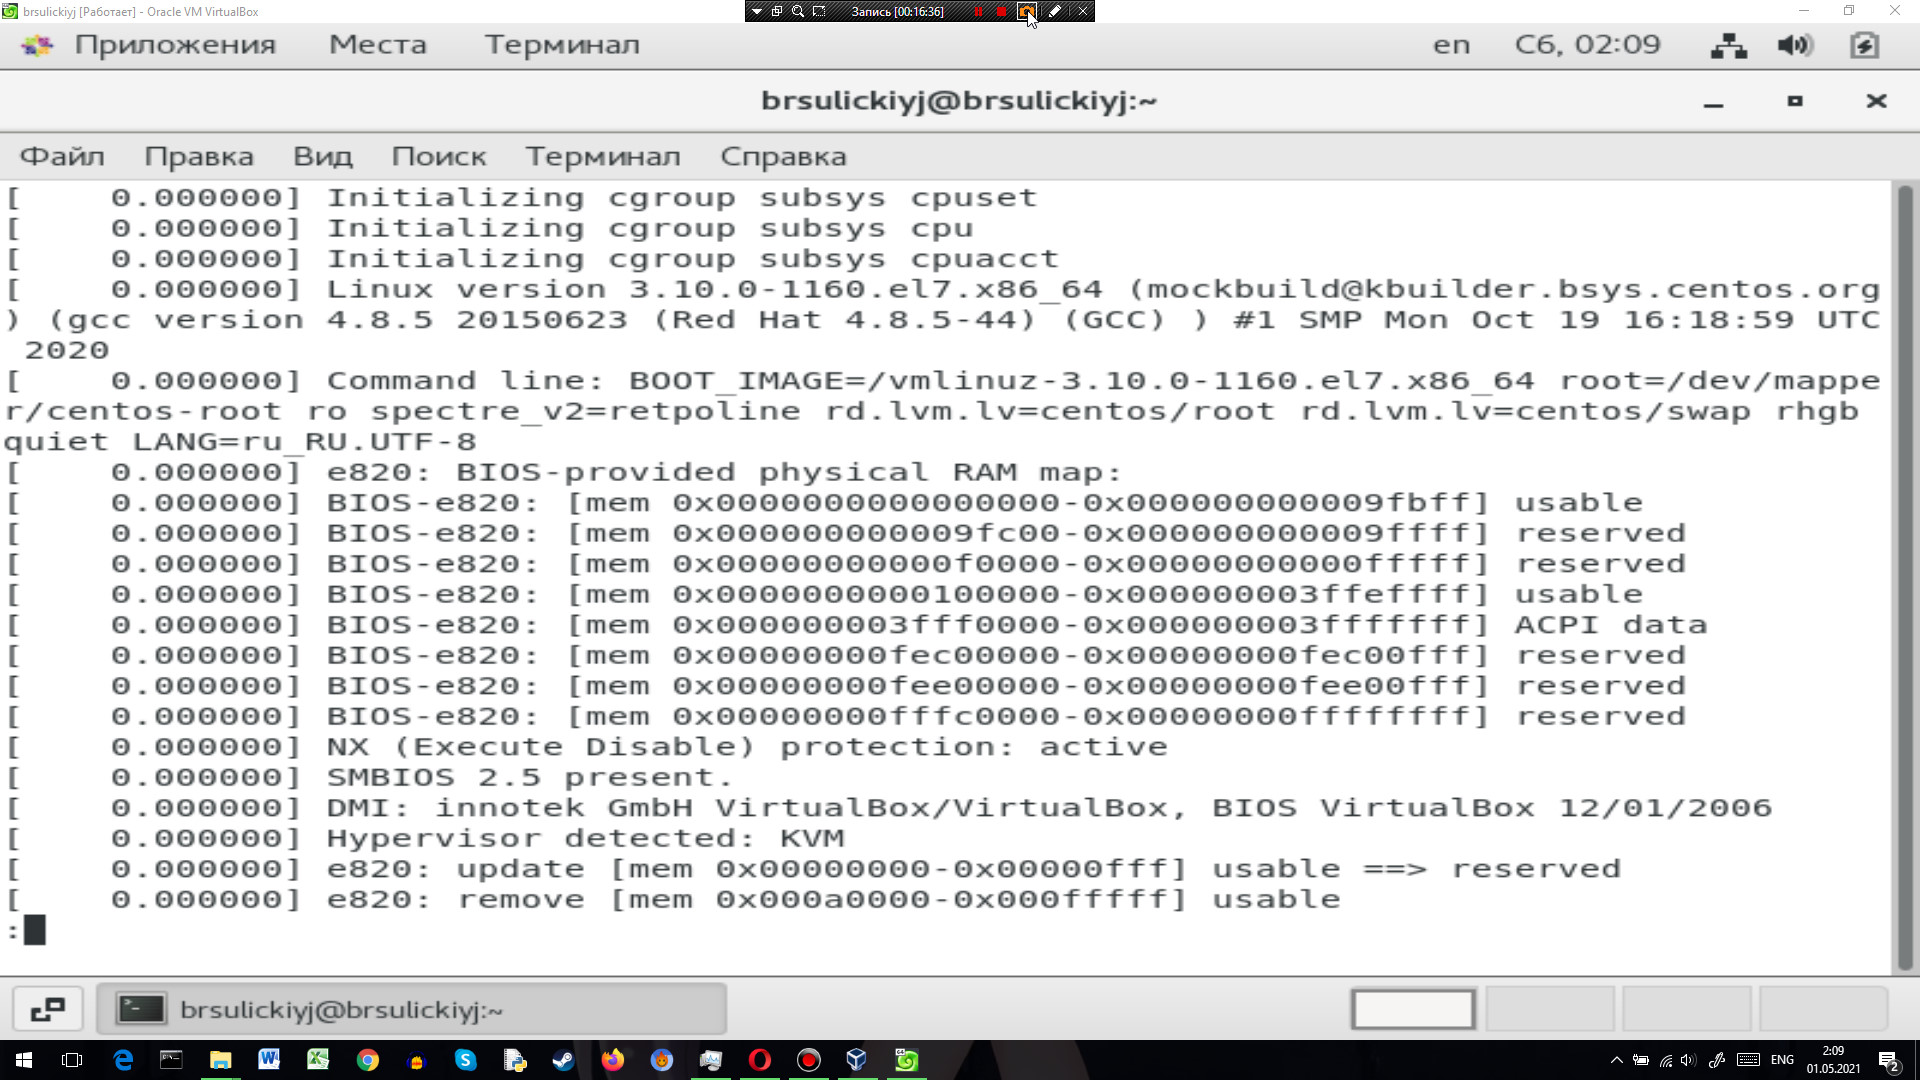 brsulickiyj [Работает] - Oracle VM VirtualBox
Запись [00:16:36]
Приложения Места Терминал en Сб, 02:09
brsulickiyj@brsulickiyj:~
Файл Правка Вид Поиск Терминал Справка
[    0.000000] Initializing cgroup subsys cpuset
[    0.000000] Initializing cgroup subsys cpu
[    0.000000] Initializing cgroup subsys cpuacct
[    0.000000] Linux version 3.10.0-1160.el7.x86_64 (mockbuild@kbuilder.bsys.centos.org
) (gcc version 4.8.5 20150623 (Red Hat 4.8.5-44) (GCC) ) #1 SMP Mon Oct 19 16:18:59 UTC
 2020
[    0.000000] Command line: BOOT_IMAGE=/vmlinuz-3.10.0-1160.el7.x86_64 root=/dev/mappe
r/centos-root ro spectre_v2=retpoline rd.lvm.lv=centos/root rd.lvm.lv=centos/swap rhgb
quiet LANG=ru_RU.UTF-8
[    0.000000] e820: BIOS-provided physical RAM map:
[    0.000000] BIOS-e820: [mem 0x0000000000000000-0x000000000009fbff] usable
[    0.000000] BIOS-e820: [mem 0x000000000009fc00-0x000000000009ffff] reserved
[    0.000000] BIOS-e820: [mem 0x00000000000f0000-0x00000000000fffff] reserved
[    0.000000] BIOS-e820: [mem 0x0000000000100000-0x000000003ffeffff] usable
[    0.000000] BIOS-e820: [mem 0x000000003fff0000-0x000000003fffffff] ACPI data
[    0.000000] BIOS-e820: [mem 0x00000000fec00000-0x00000000fec00fff] reserved
[    0.000000] BIOS-e820: [mem 0x00000000fee00000-0x00000000fee00fff] reserved
[    0.000000] BIOS-e820: [mem 0x00000000fffc0000-0x00000000ffffffff] reserved
[    0.000000] NX (Execute Disable) protection: active
[    0.000000] SMBIOS 2.5 present.
[    0.000000] DMI: innotek GmbH VirtualBox/VirtualBox, BIOS VirtualBox 12/01/2006
[    0.000000] Hypervisor detected: KVM
[    0.000000] e820: update [mem 0x00000000-0x00000fff] usable ==> reserved
[    0.000000] e820: remove [mem 0x000a0000-0x000fffff] usable
:
brsulickiyj@brsulickiyj:~
ENG
2:09
01.05.2021
2